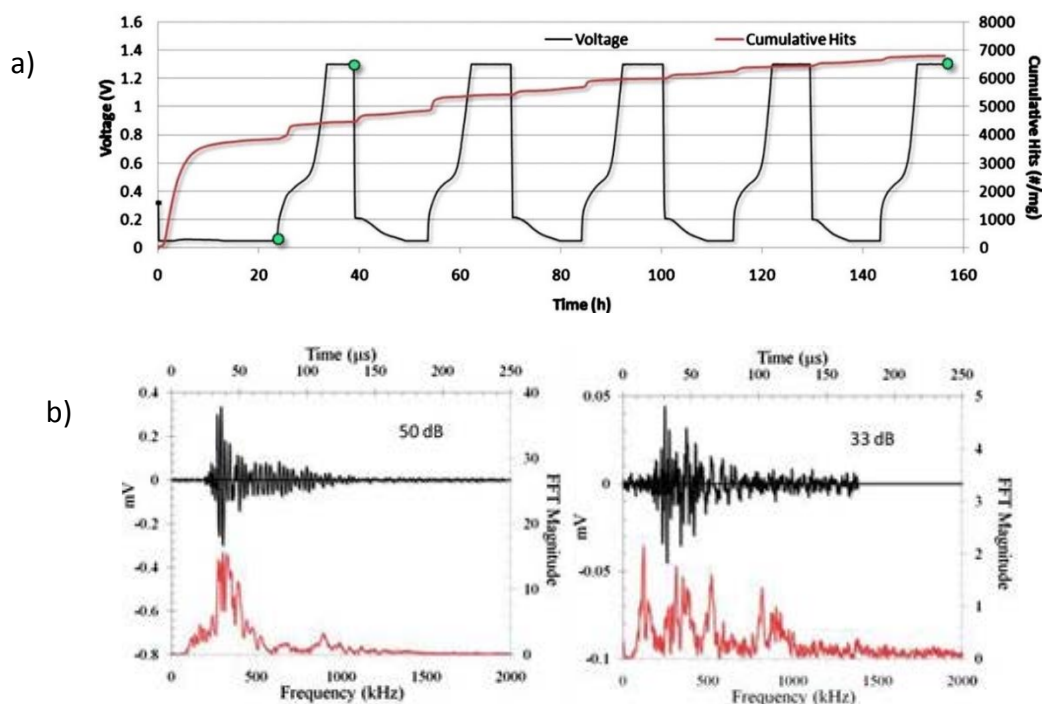 a)
Voltage
Cumulative Hits
Voltage (V)
1.6
1.4
1.2
1
0.8
0.6
0.4
0.2
0
8000
7000
6000
5000
4000
3000
2000
1000
0
Cumulative Hits (#/mg)
0 20 40 60 80 100 120 140 160
Time (h)
b)
Time (μs)
0 50 100 150 200 250
0.4
0.2
0
-0.2
-0.4
-0.6
-0.8
mV
50 dB
40
30
20
10
0
FFT Magnitude
0 500 1000 1500 2000
Frequency (kHz)
Time (μs)
0 50 100 150 200 250
0.05
0
-0.05
-0.1
mV
33 dB
5
4
3
2
1
0
FFT Magnitude
0 500 1000 1500 2000
Frequency (kHz)